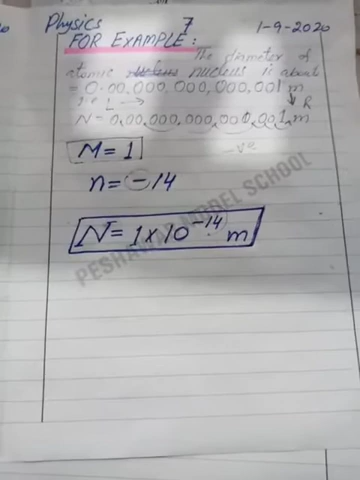 Physics 7 1-9-2020
FOR EXAMPLE:
The diameter of
atomic nucleus is about
= 0.00,000,000,000,001 m
L → R
N = 0.00,000,000,000,001, m
M = 1 -ve
n = -14
N = 1 x 10^-14 m
PESHAWAR MODEL SCHOOL